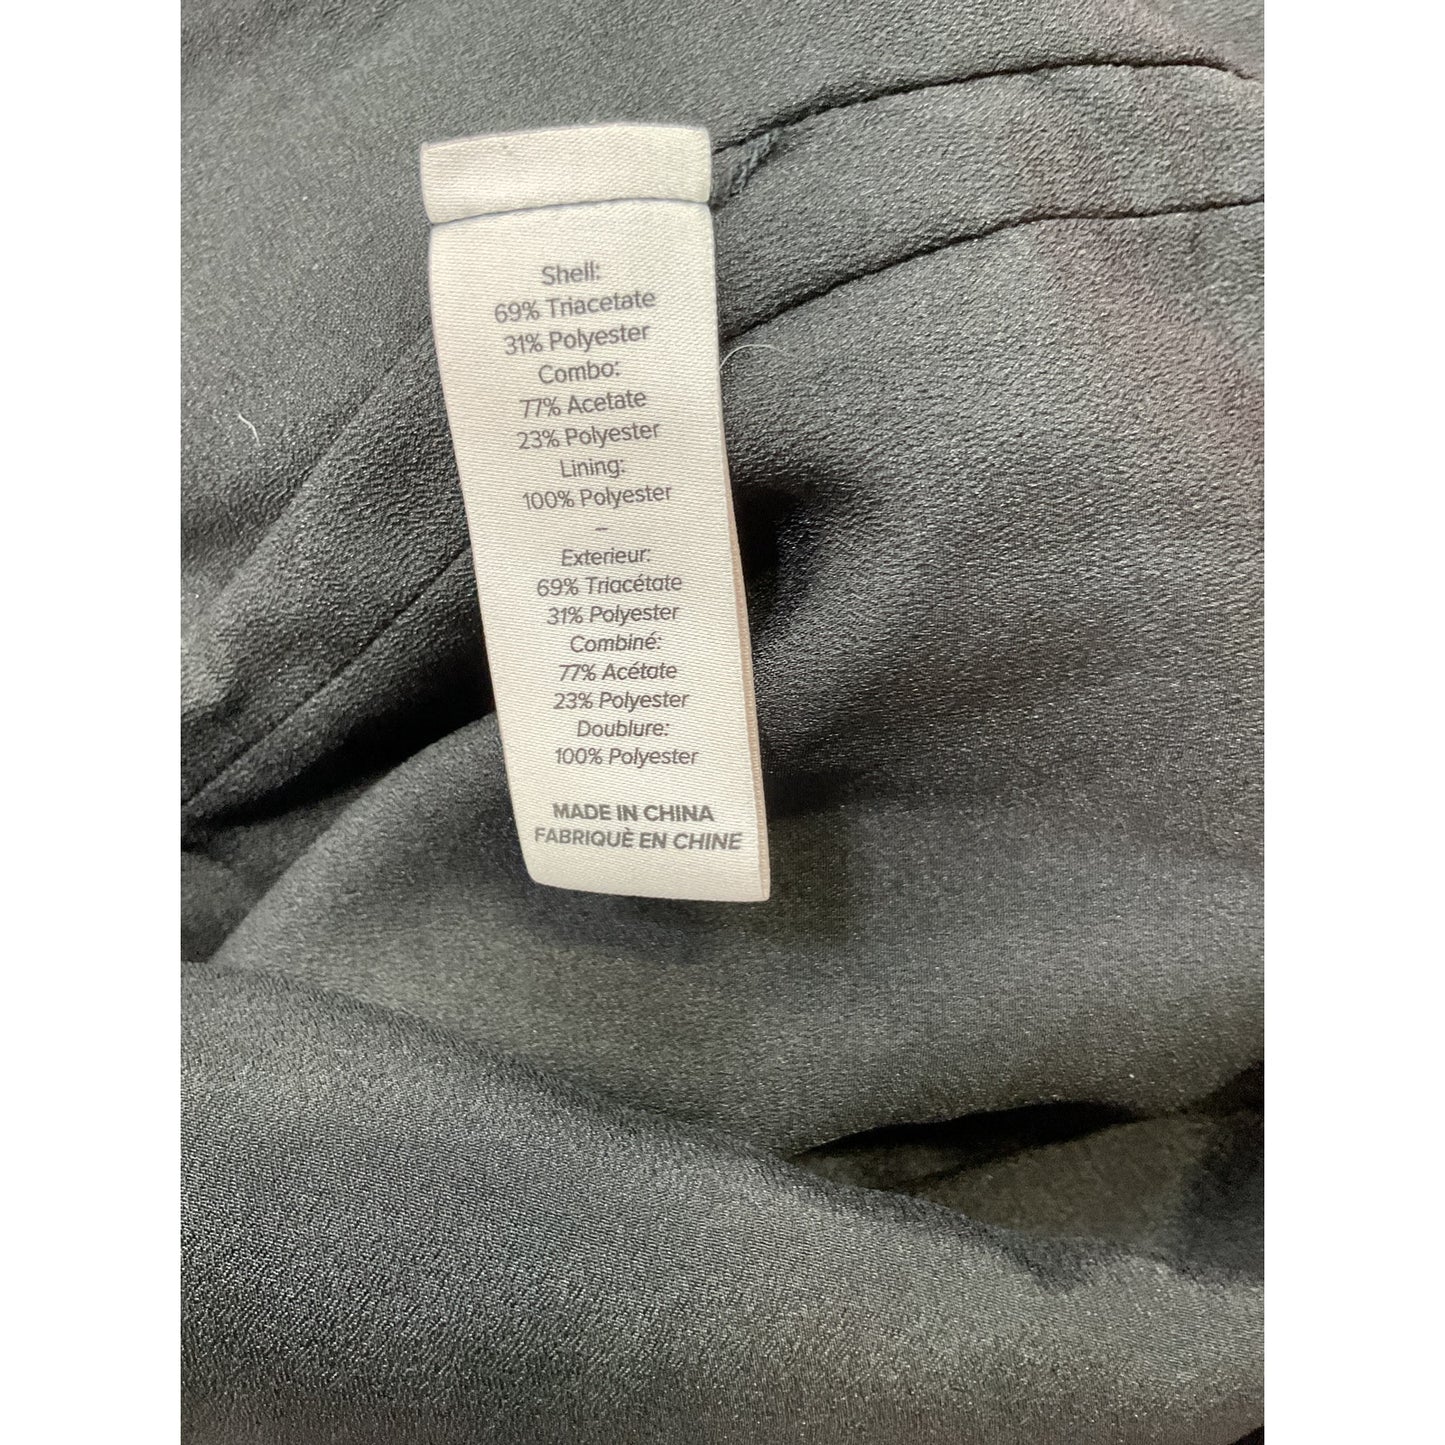 Shell:
69% Triacetate
31% Polyester
Combo:
77% Acetate
23% Polyester
Lining:
100% Polyester
–
Exterieur:
69% Triacétate
31% Polyester
Combiné:
77% Acétate
23% Polyester
Doublure:
100% Polyester
MADE IN CHINA
FABRIQUÈ EN CHINE